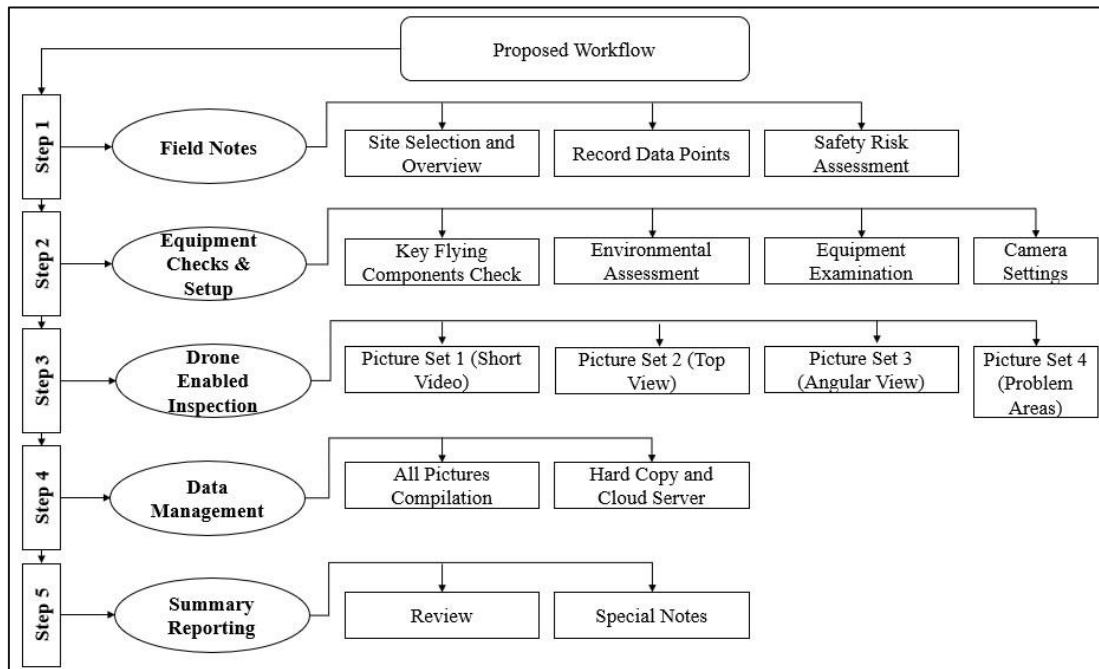 Proposed Workflow
Step 1
Field Notes
Site Selection and
Overview
Record Data Points
Safety Risk
Assessment
Step2
Equipment
Checks &
Setup
Key Flying
Components Check
Environmental
Assessment
Equipment
Examination
Camera
Settings
Step 3
Drone
Enabled
Inspection
Picture Set 1 (Short
Video)
Picture Set 2 (Top
View)
Picture Set 3
(Angular View)
Picture Set 4
(Problem
Areas)
Step 4
Data
Management
All Pictures
Compilation
Hard Copy and
Cloud Server
Step 5
Summary
Reporting
Review
Special Notes